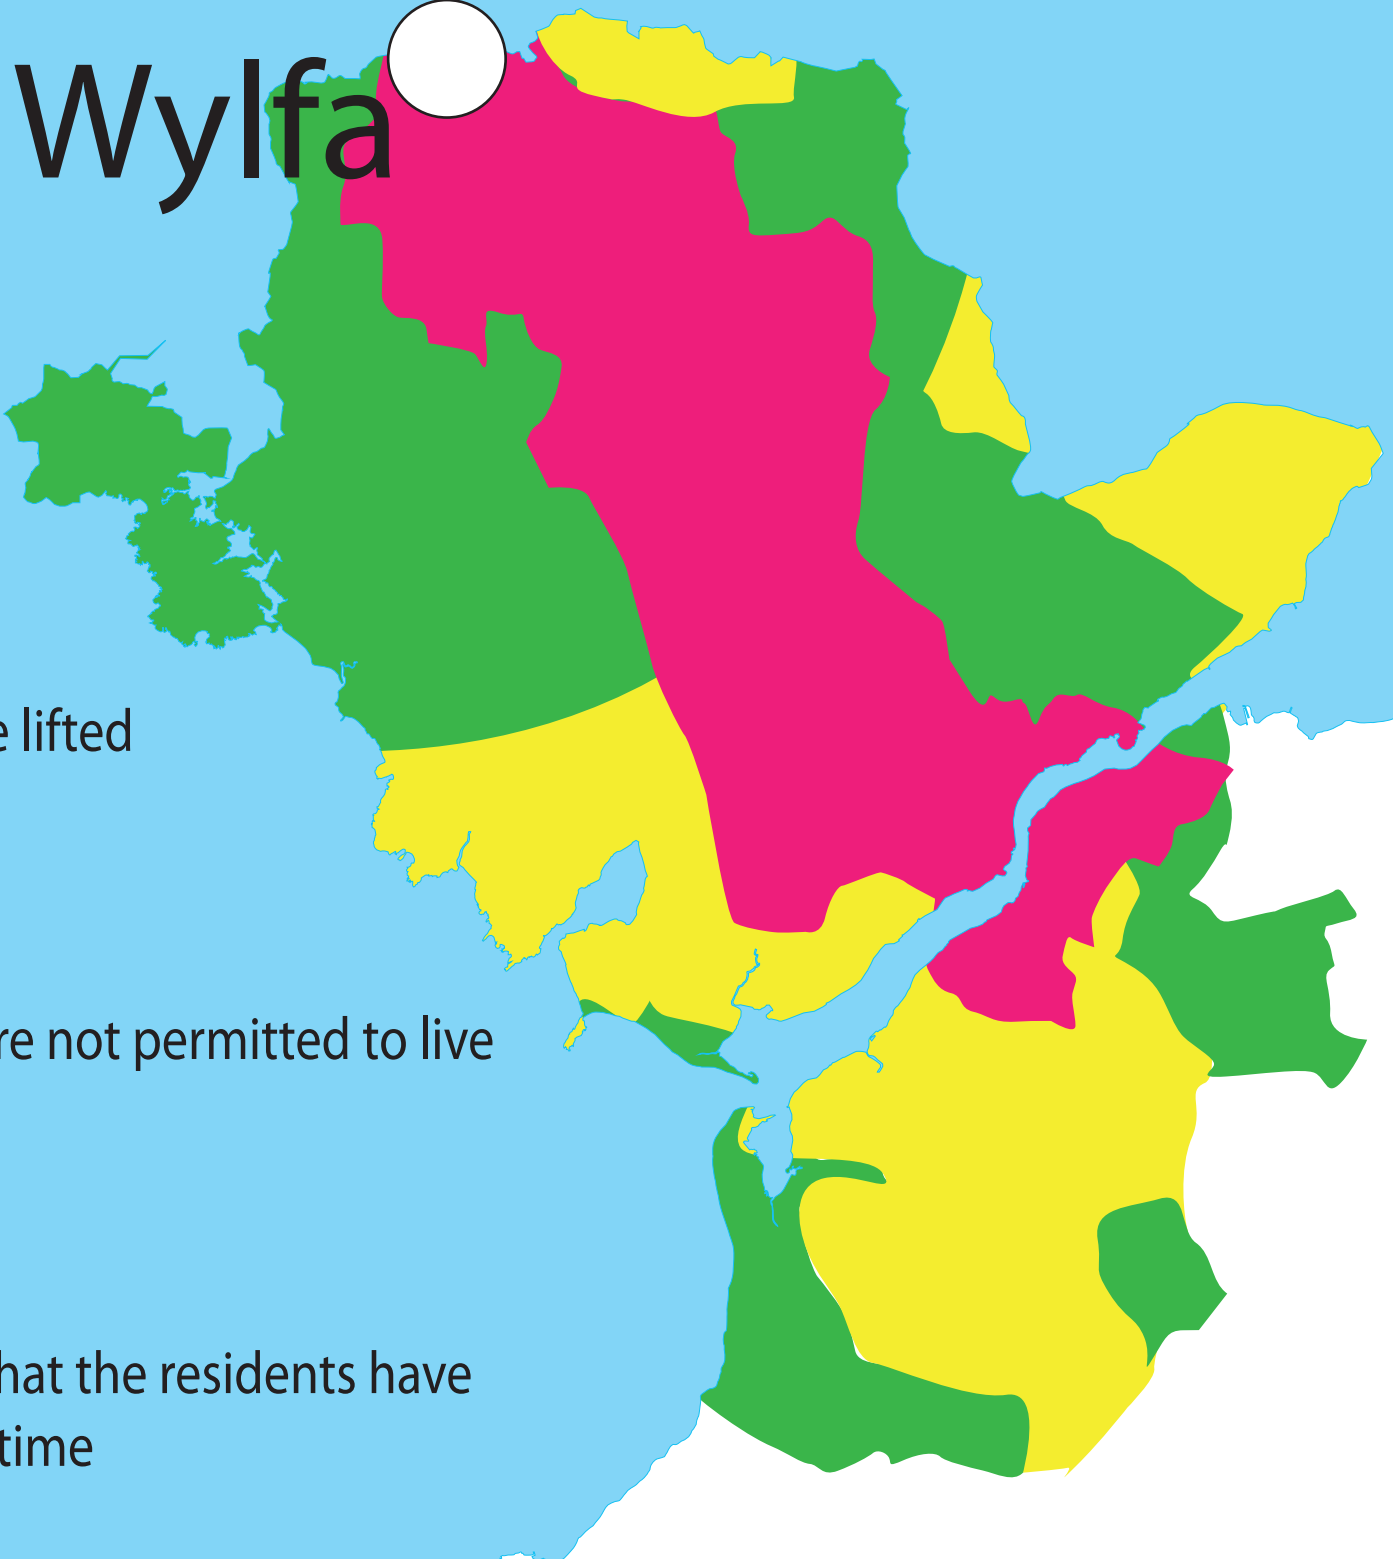 Wylfa
e lifted
re not permitted to live
hat the residents have
time